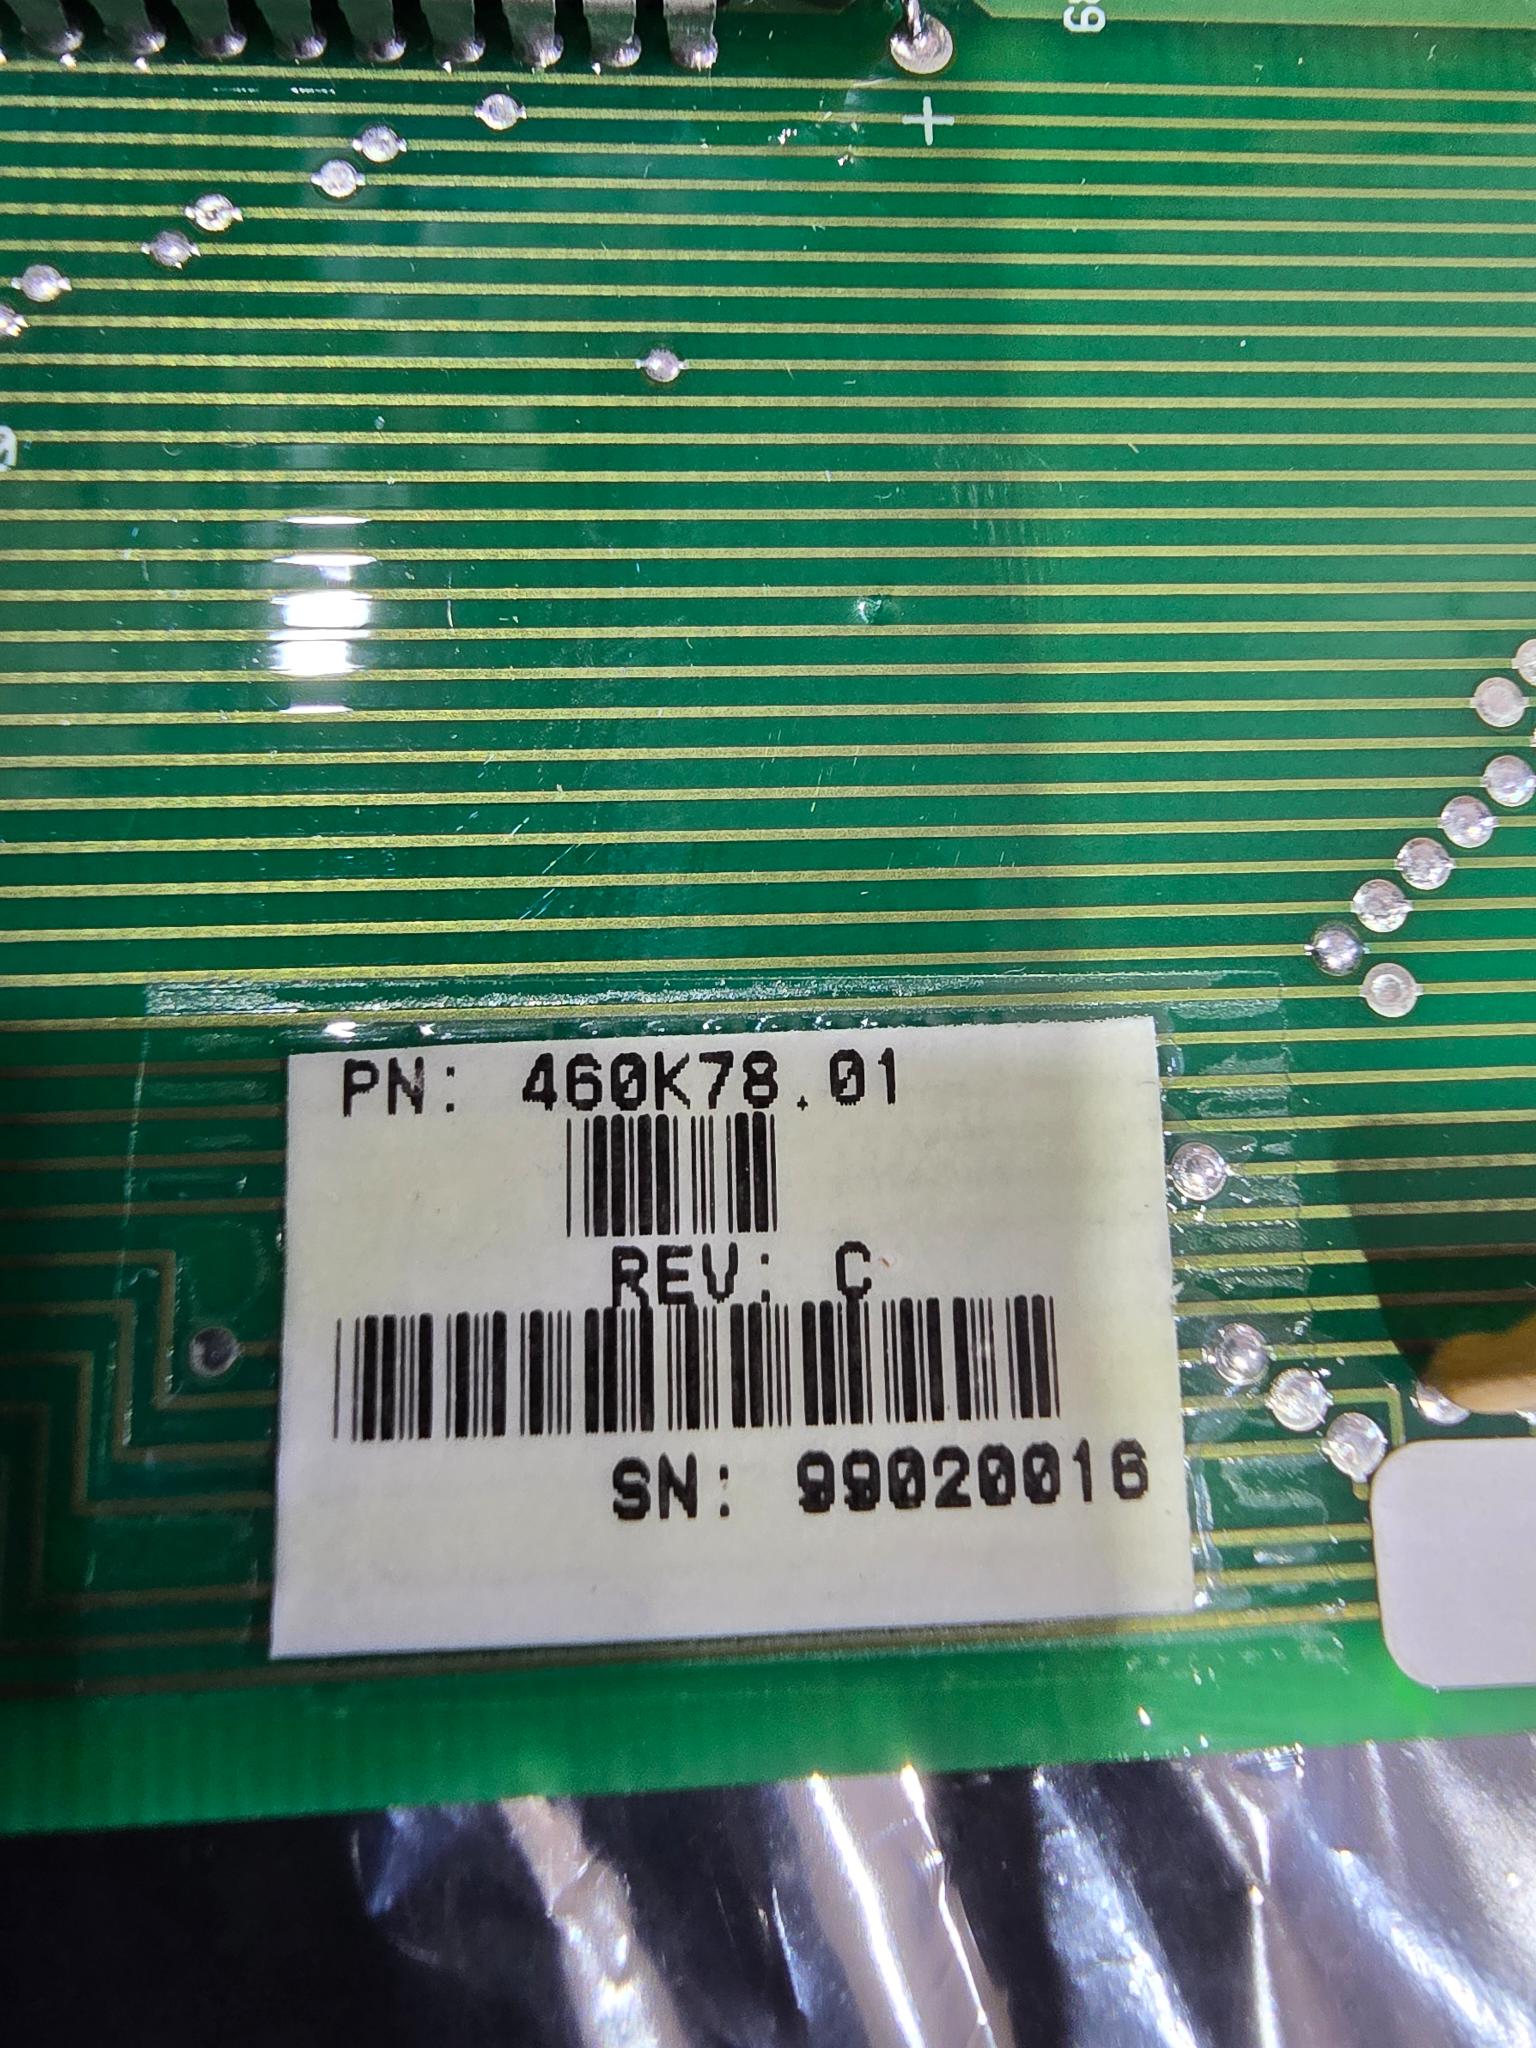 +
PN: 460K78.01
REV: C
SN: 99020016